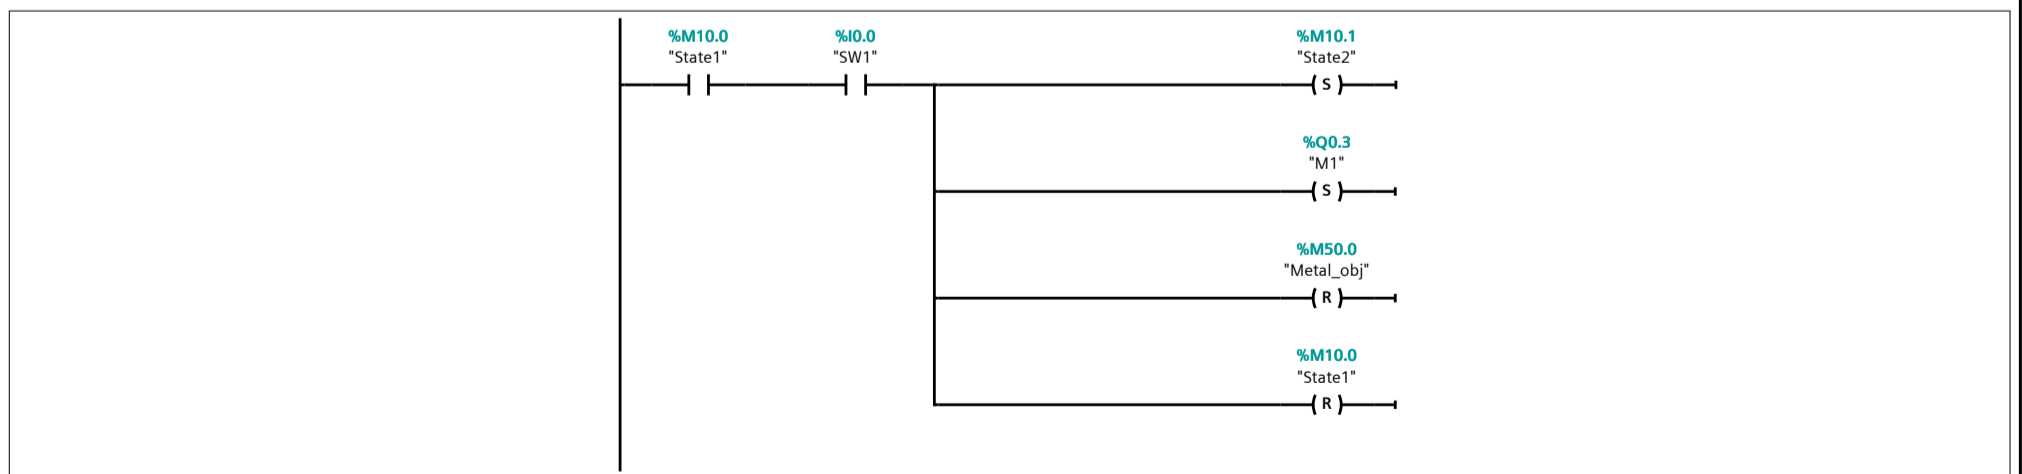 %M10.0
"State1"
%I0.0
"SW1"
%M10.1
"State2"
S
%Q0.3
"M1"
S
%M50.0
"Metal_obj"
R
%M10.0
"State1"
R